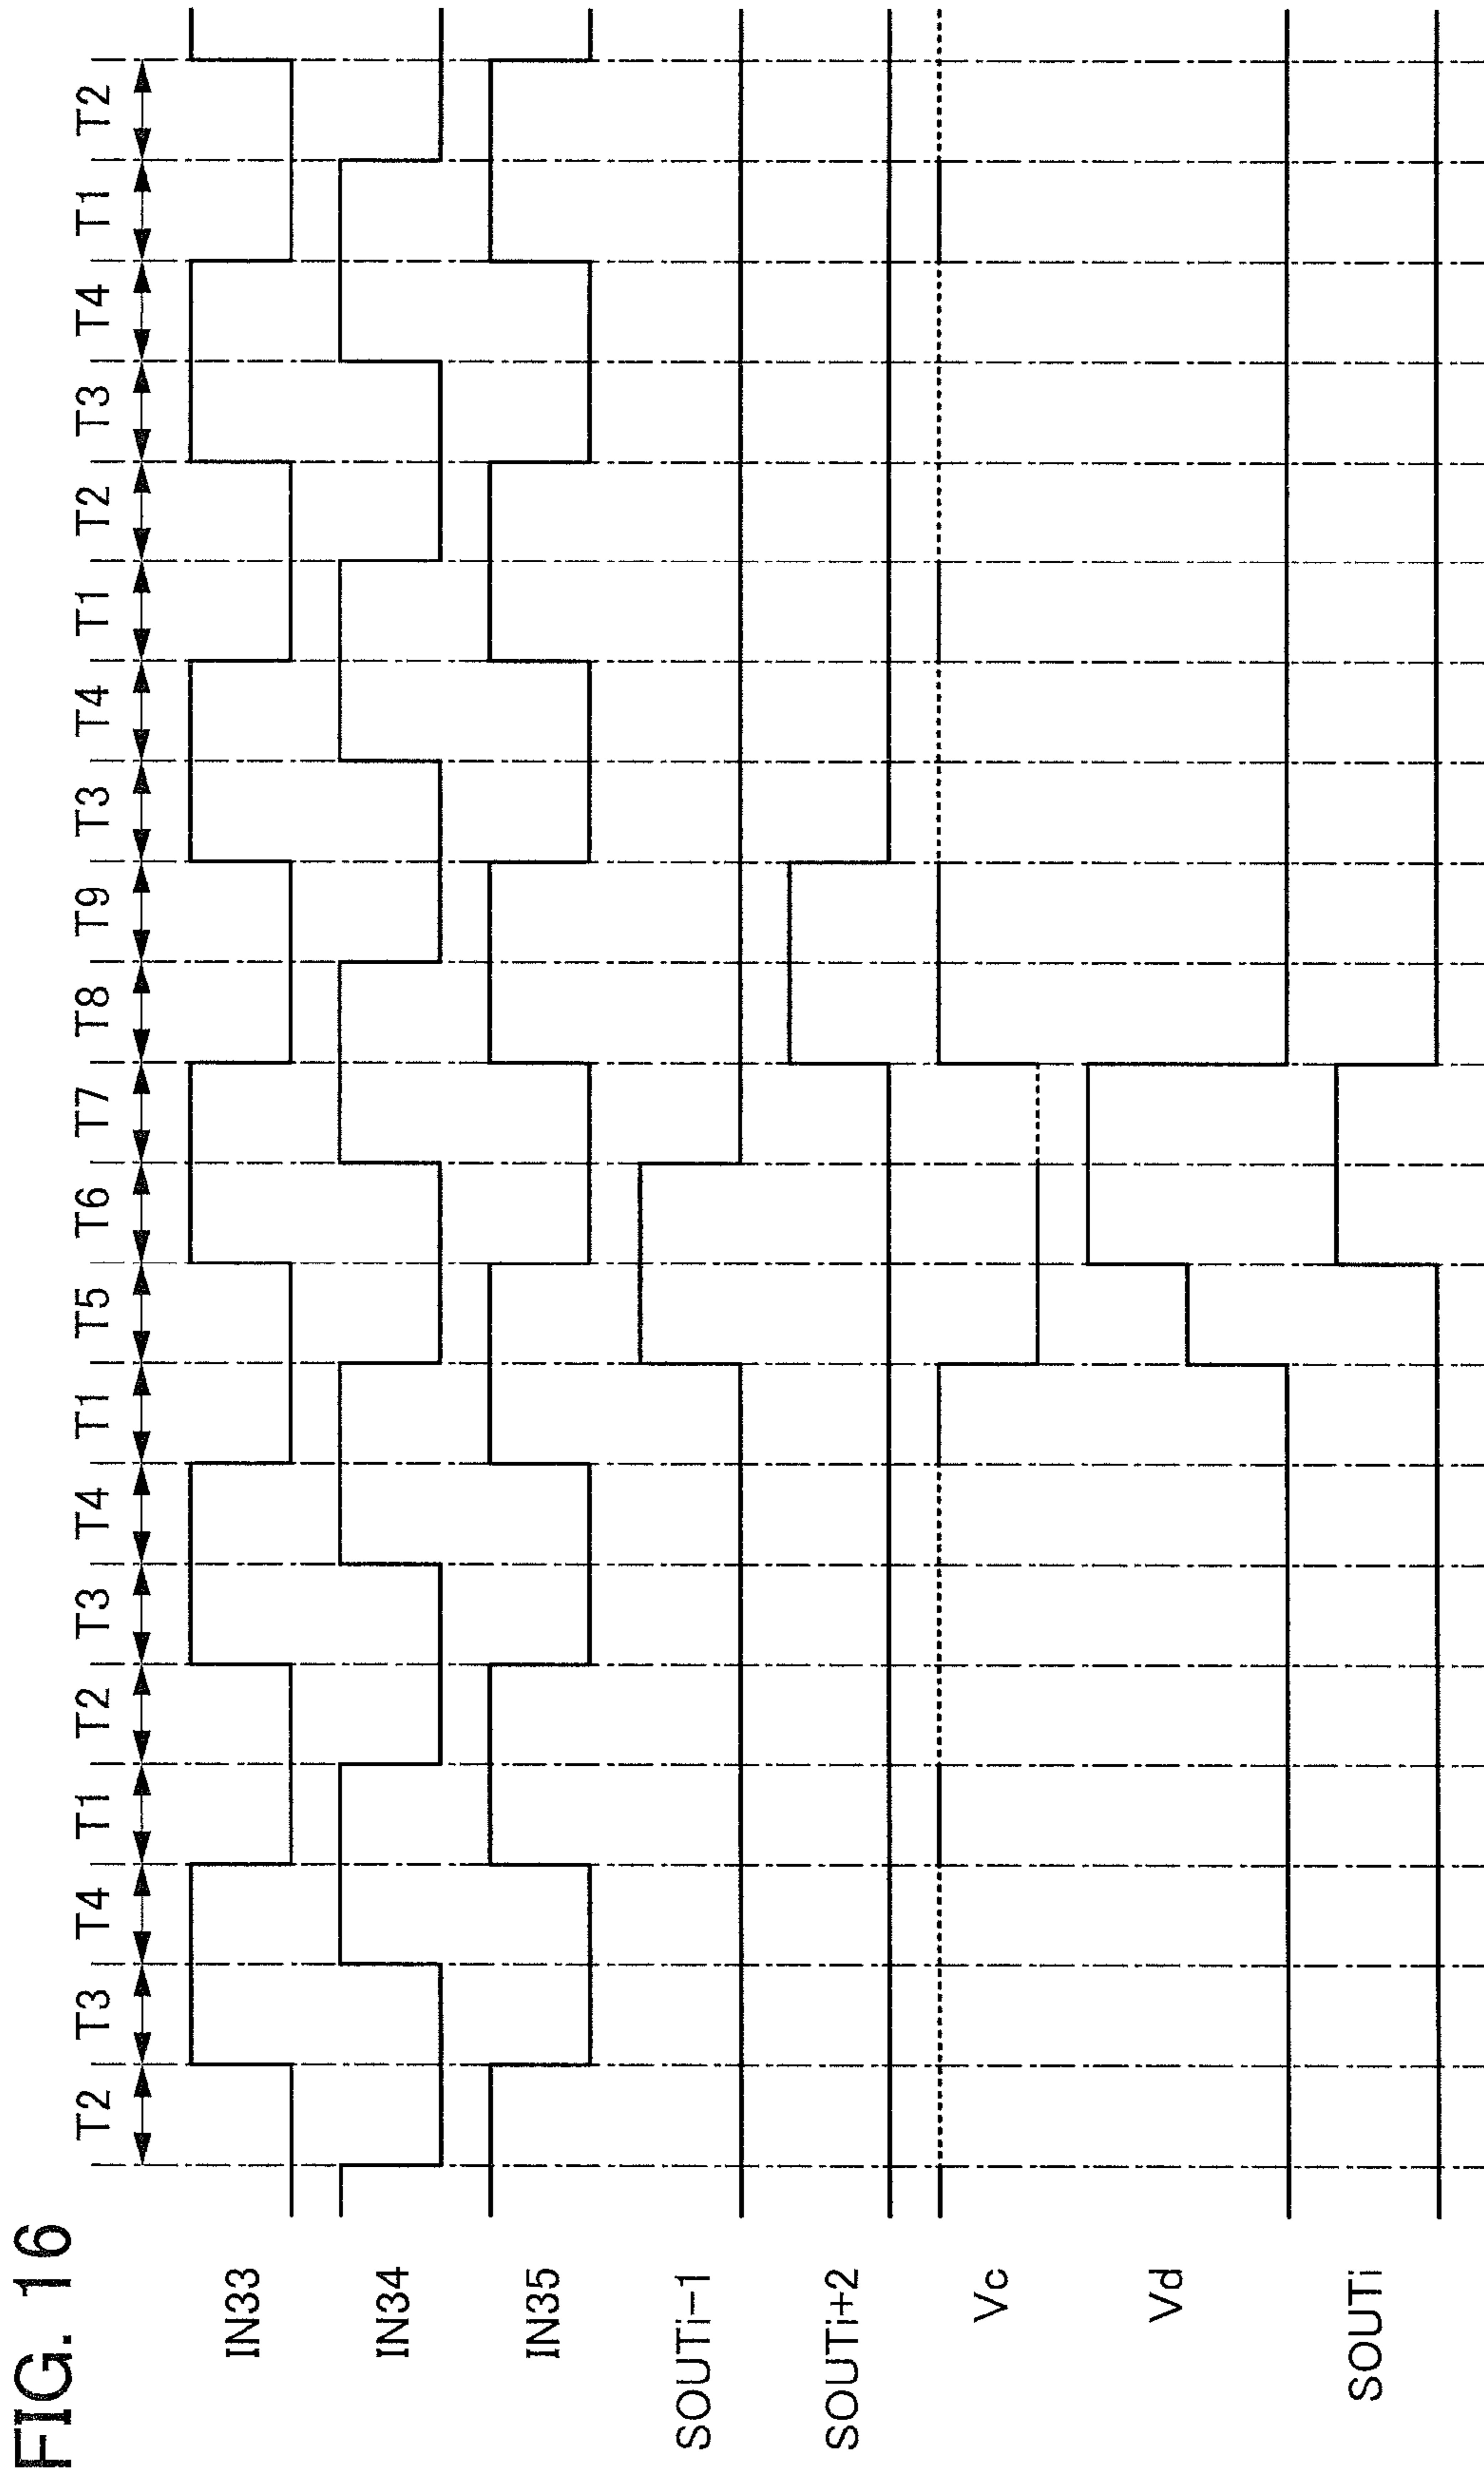 FIG. 16
T2 T3 T4 T1 T2 T3 T4 T1 T5 T6 T7 T8 T9 T3 T4 T1 T2 T3 T4 T1 T2
IN33
IN34
IN35
SOUTi-1
SOUTi+2
Vc
Vd
SOUTi